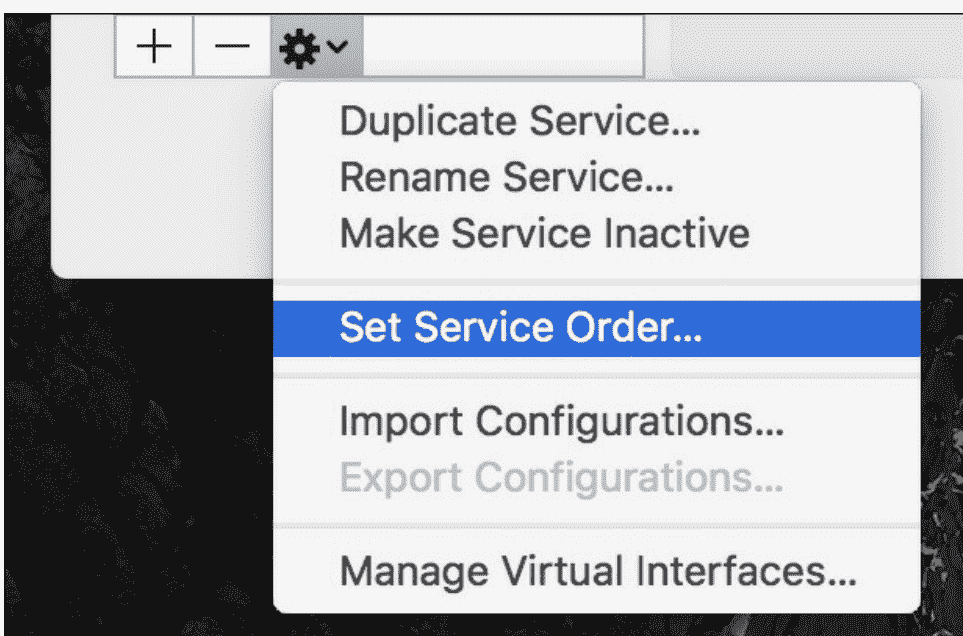 Duplicate Service...
Rename Service...
Make Service Inactive
Set Service Order...
Import Configurations...
Export Configurations...
Manage Virtual Interfaces...